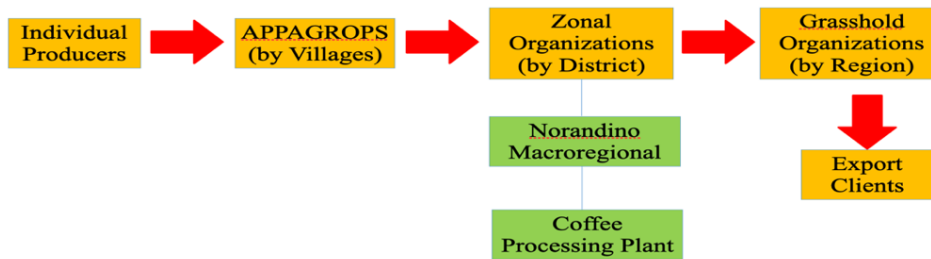 Individual
Producers
APPAGROPS
(by Villages)
Zonal
Organizations
(by District)
Grasshold
Organizations
(by Region)
Norandino
Macroregional
Export
Clients
Coffee
Processing Plant